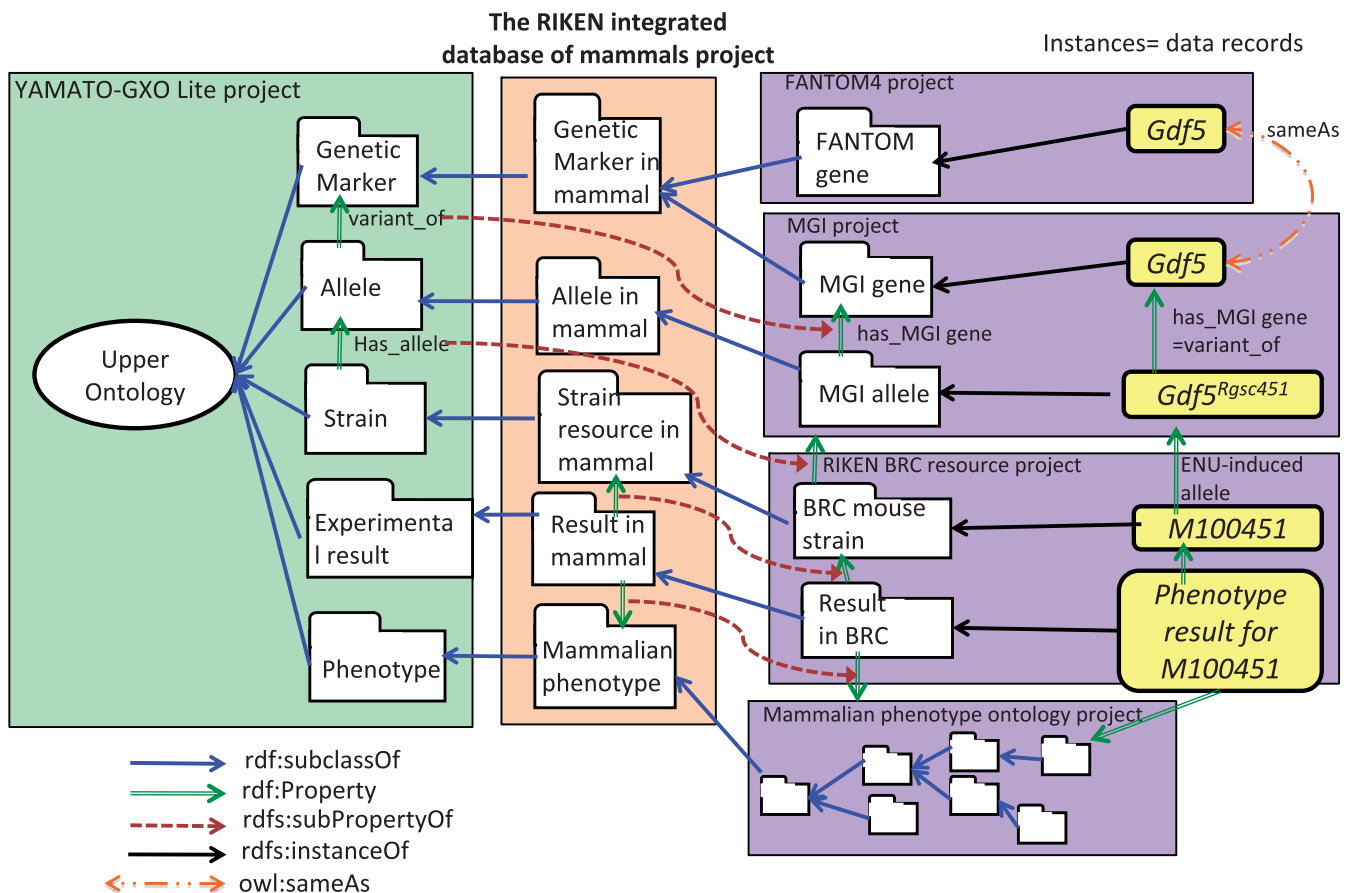 The RIKEN integrated
database of mammals project
Instances= data records
YAMATO-GXO Lite project
Genetic
Marker
variant_of
Allele
Has_allele
Strain
Experimenta
l result
Phenotype
Upper
Ontology
Genetic
Marker in
mammal
Allele in
mammal
Strain
resource in
mammal
Result in
mammal
Mammalian
phenotype
FANTOM4 project
FANTOM
gene
Gdf5
sameAs
MGI project
MGI gene
Gdf5
has_MGI gene
has_MGI gene
=variant_of
MGI allele
Gdf5Rgsc451
RIKEN BRC resource project
ENU-induced
allele
BRC mouse
strain
M100451
Result
in BRC
Phenotype
result for
M100451
Mammalian phenotype ontology project
rdf:subclassOf
rdf:Property
rdfs:subPropertyOf
rdfs:instanceOf
owl:sameAs